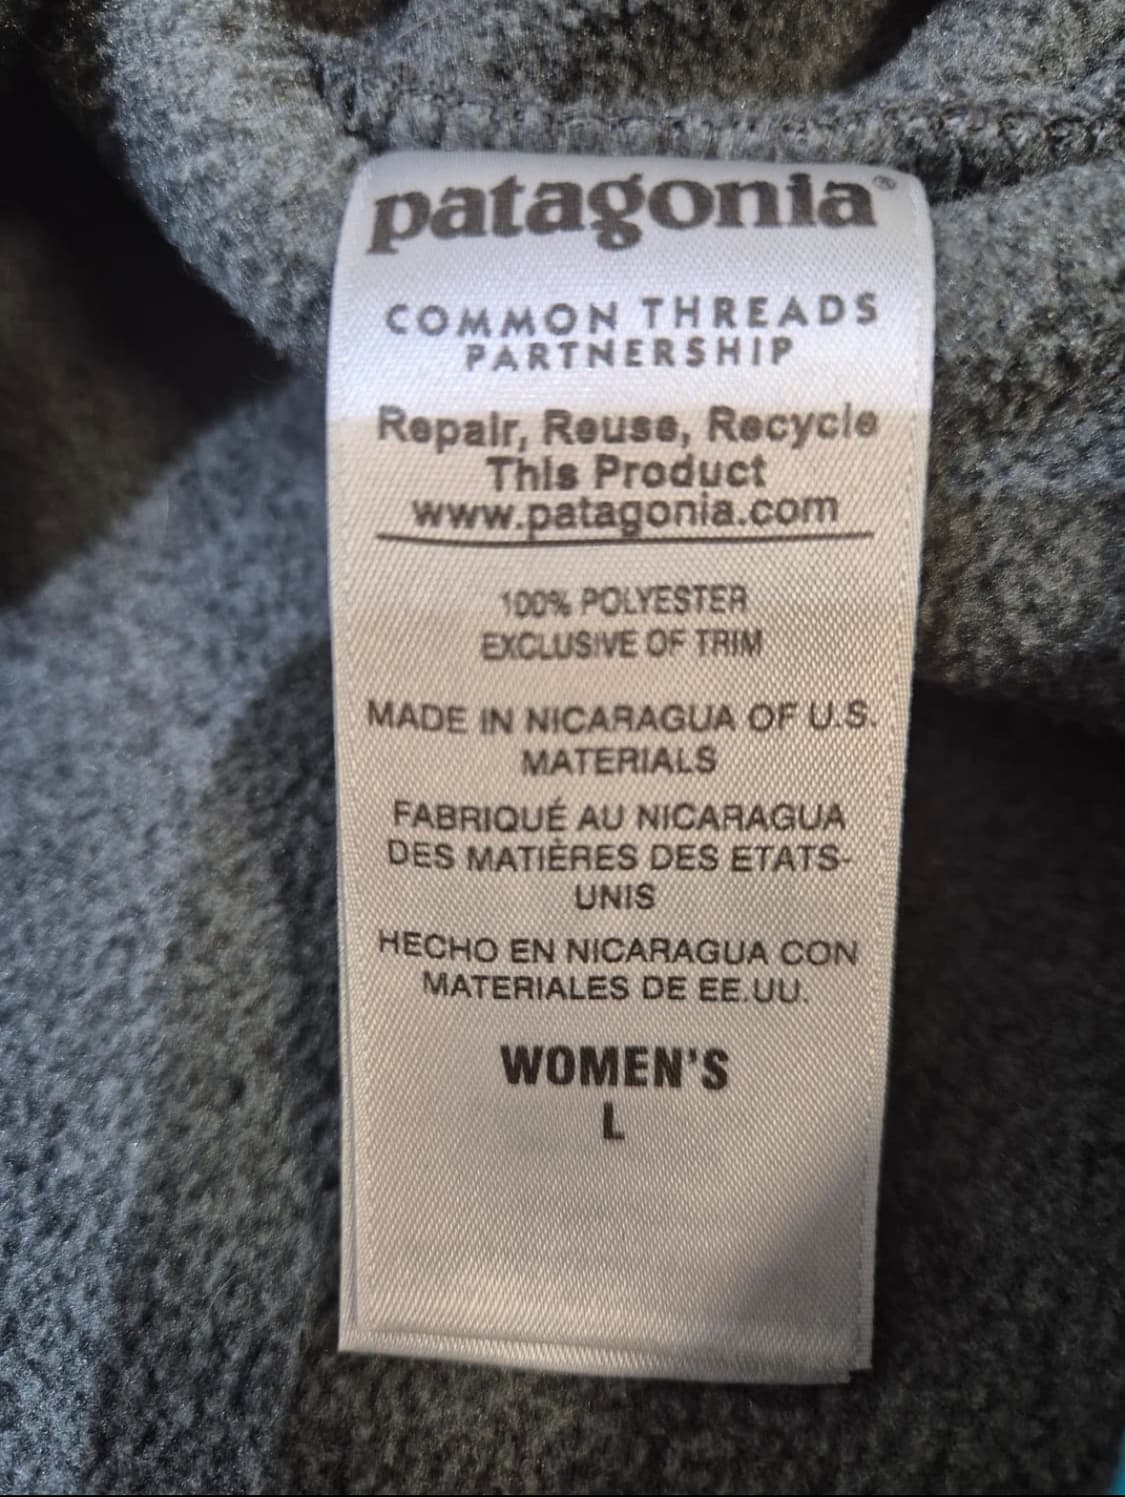 patagonia®
COMMON THREADS
PARTNERSHIP
Repair, Reuse, Recycle
This Product
www.patagonia.com
100% POLYESTER
EXCLUSIVE OF TRIM
MADE IN NICARAGUA OF U.S.
MATERIALS
FABRIQUÉ AU NICARAGUA
DES MATIÈRES DES ETATS-
UNIS
HECHO EN NICARAGUA CON
MATERIALES DE EE.UU.
WOMEN'S
L